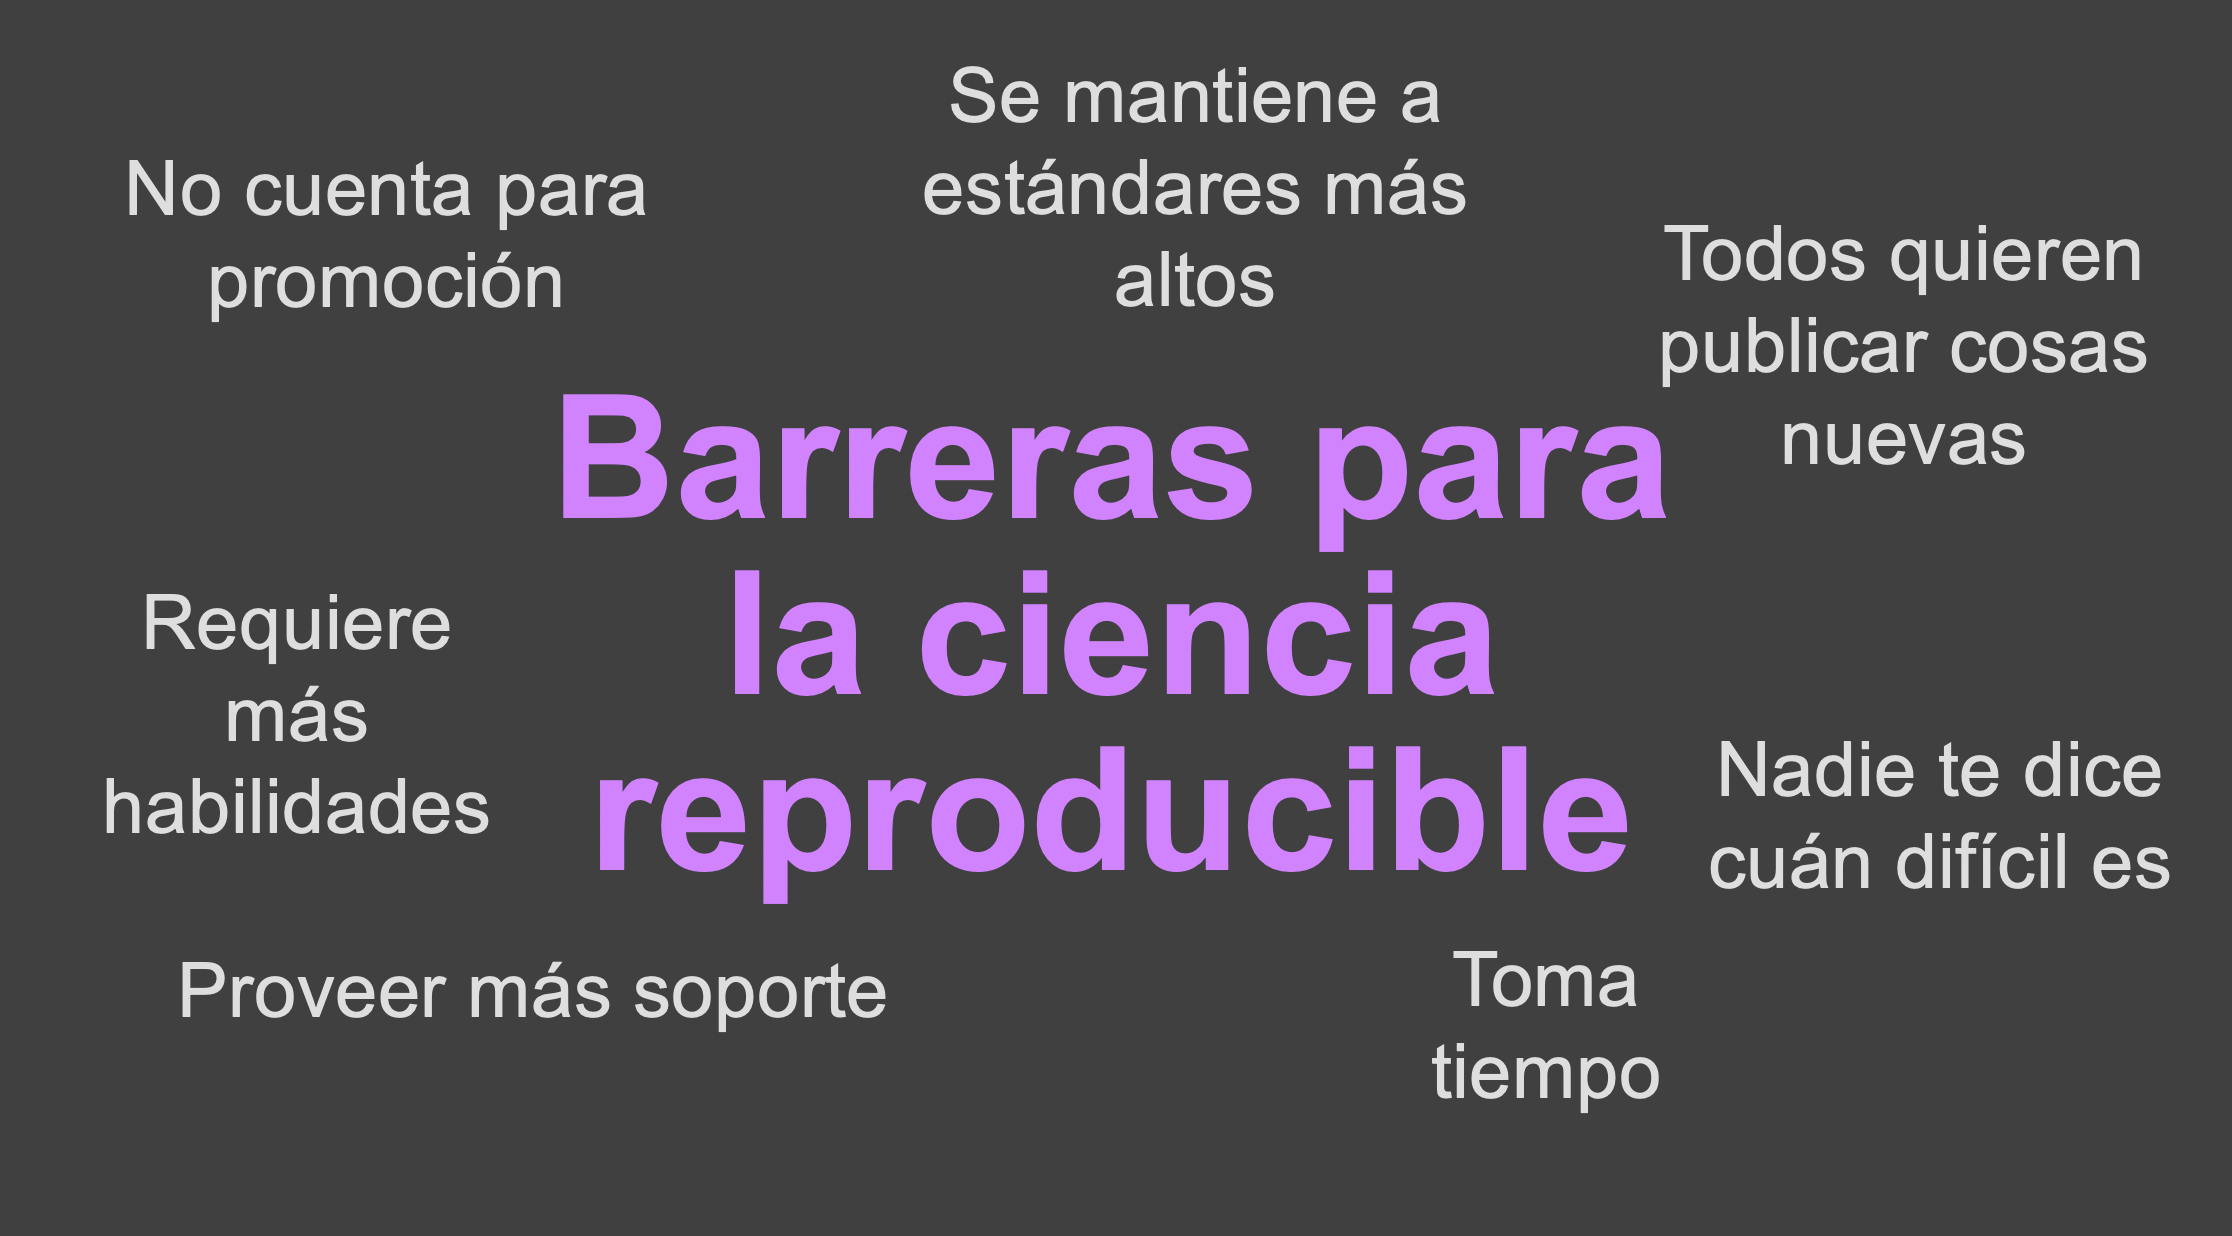 Se mantiene a
estándares más
altos
No cuenta para
promoción
Todos quieren
publicar cosas
nuevas
Barreras para
la ciencia
reproducible
Requiere
más
habilidades
Nadie te dice
cuán difícil es
Proveer más soporte
Toma
tiempo